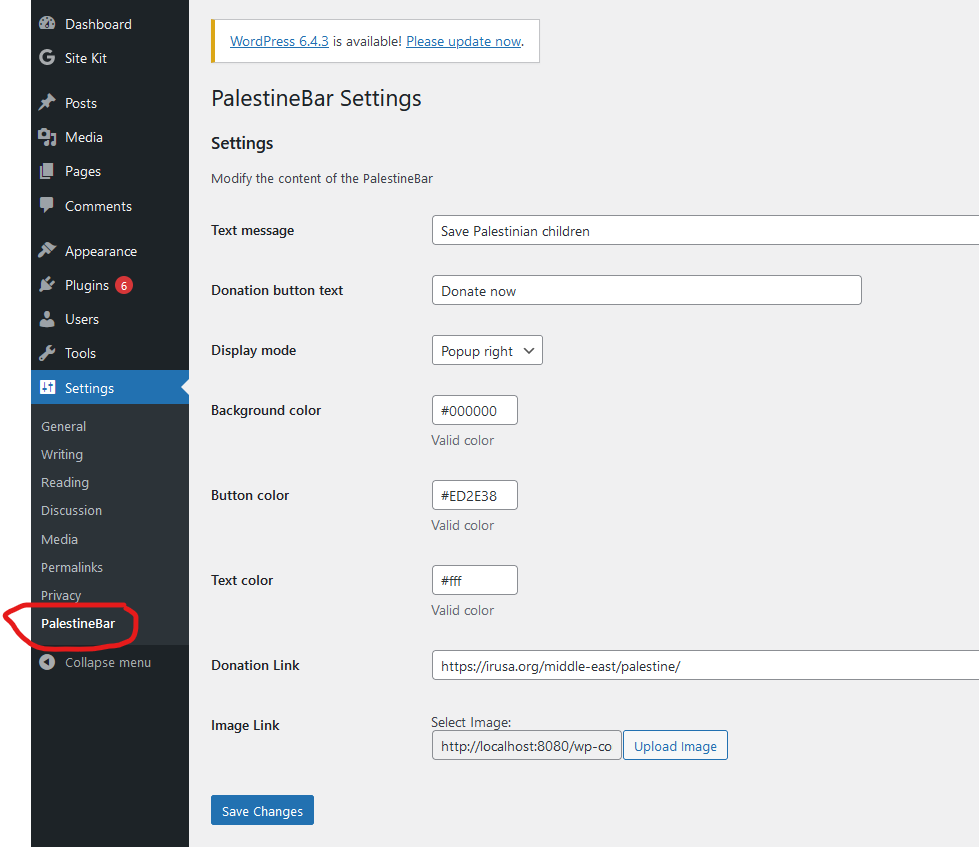 Dashboard
Site Kit
Posts
Media
Pages
Comments
Appearance
Plugins 6
Users
Tools
Settings
General
Writing
Reading
Discussion
Media
Permalinks
Privacy
PalestineBar
Collapse menu
WordPress 6.4.3 is available! Please update now.
PalestineBar Settings
Settings
Modify the content of the PalestineBar
Text message Save Palestinian children
Donation button text Donate now
Display mode Popup right
Background color #000000
Valid color
Button color #ED2E38
Valid color
Text color #fff
Valid color
Donation Link https://irusa.org/middle-east/palestine/
Image Link Select Image:
http://localhost:8080/wp-co Upload Image
Save Changes